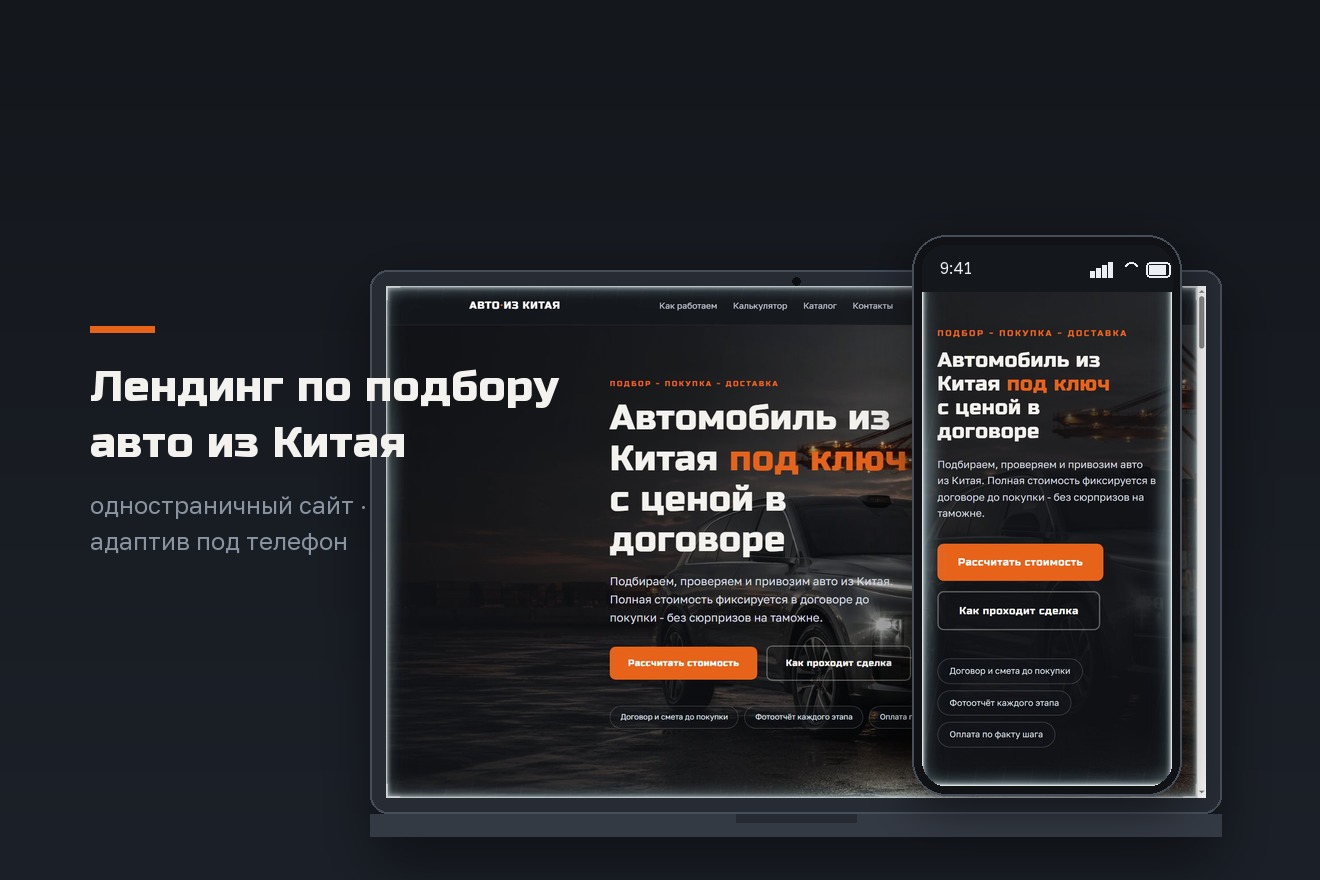 Лендинг по подбору
авто из Китая
одностраничный сайт ·
адаптив под телефон
АВТО·ИЗ КИТАЯ
Как работаем Калькулятор Каталог Контакты
ПОДБОР - ПОКУПКА - ДОСТАВКА
Автомобиль из
Китая под ключ
с ценой в
договоре
Подбираем, проверяем и привозим авто из Китая.
Полная стоимость фиксируется в договоре до
покупки - без сюрпризов на таможне.
Рассчитать стоимость Как проходит сделка
Договор и смета до покупки Фотоотчёт каждого этапа Оплата
9:41
ПОДБОР - ПОКУПКА - ДОСТАВКА
Автомобиль из
Китая под ключ
с ценой в
договоре
Подбираем, проверяем и привозим авто
из Китая. Полная стоимость фиксируется в
договоре до покупки - без сюрпризов на
таможне.
Рассчитать стоимость
Как проходит сделка
Договор и смета до покупки
Фотоотчёт каждого этапа
Оплата по факту шага